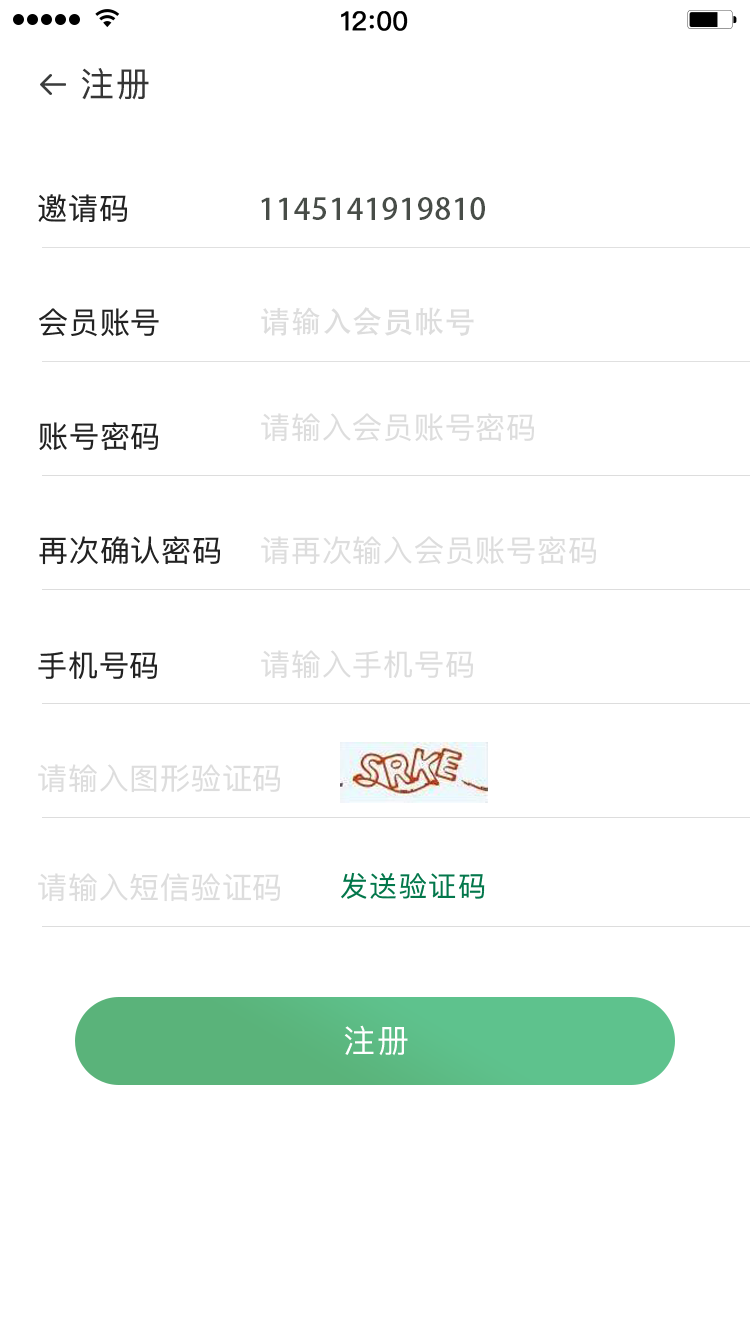 12:00
注册
邀请码 1145141919810
会员账号 请输入会员帐号
账号密码 请输入会员账号密码
再次确认密码 请再次输入会员账号密码
手机号码 请输入手机号码
请输入图形验证码 SRKE
请输入短信验证码 发送验证码
注册